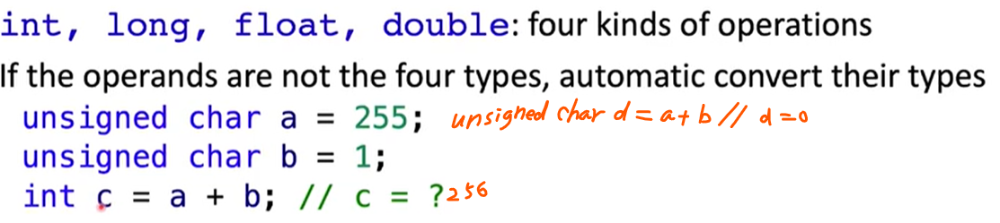 int, long, float, double: four kinds of operations
If the operands are not the four types, automatic convert their types
unsigned char a = 255; unsigned char d = a + b // d = 0
unsigned char b = 1;
int c = a + b; // c = ? 256